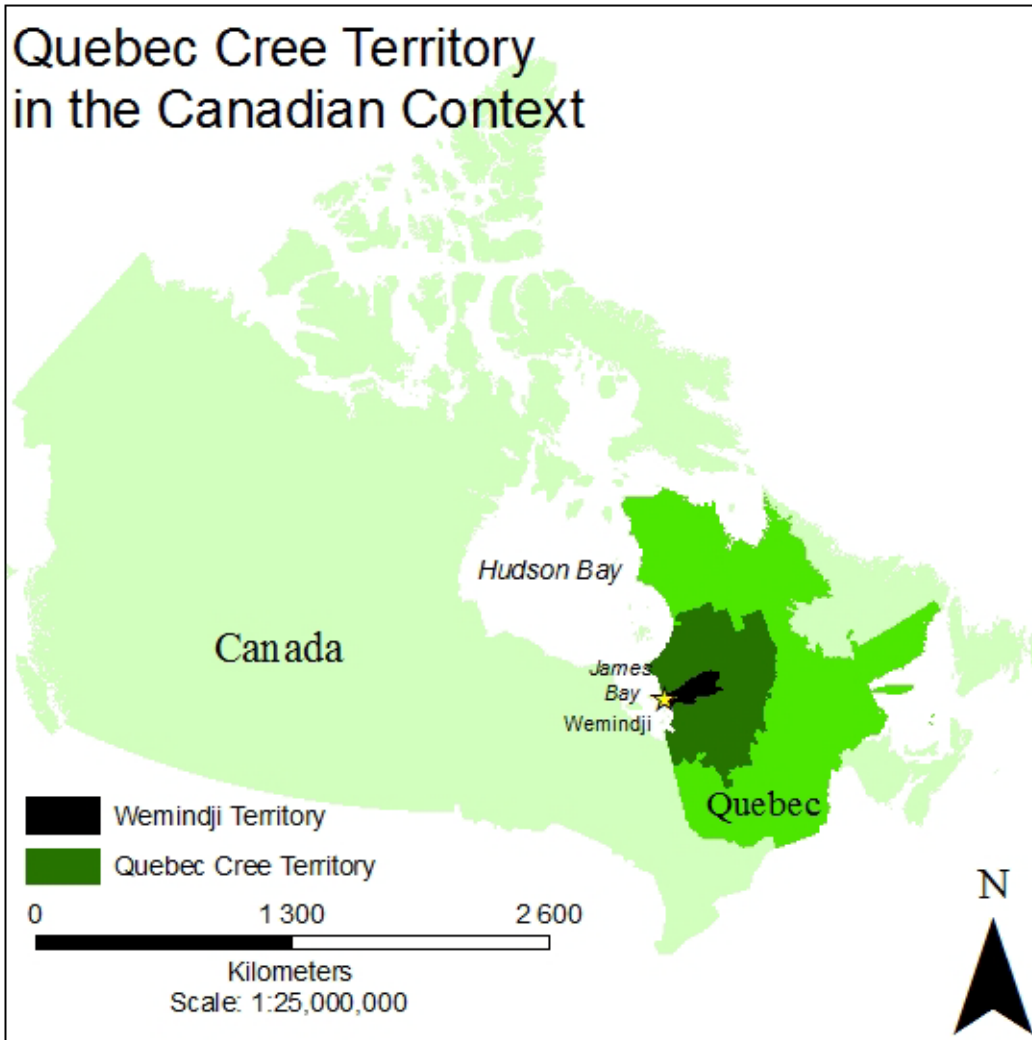 Quebec Cree Territory
in the Canadian Context
Hudson Bay
Canada
James
Bay
Wemindji
Quebec
Wemindji Territory
Quebec Cree Territory
0 1 300 2 600
Kilometers
Scale: 1:25,000,000
N